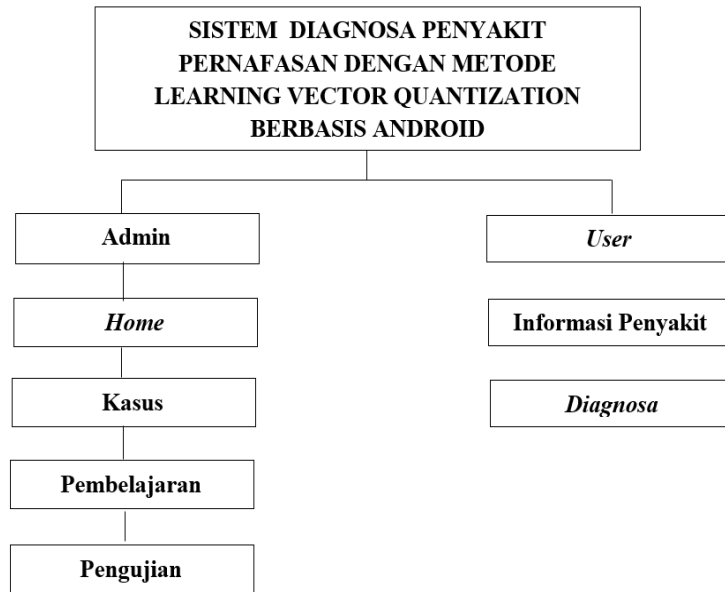 SISTEM DIAGNOSA PENYAKIT
PERNAFASAN DENGAN METODE
LEARNING VECTOR QUANTIZATION
BERBASIS ANDROID
Admin
Home
Kasus
Pembelajaran
Pengujian
User
Informasi Penyakit
Diagnosa